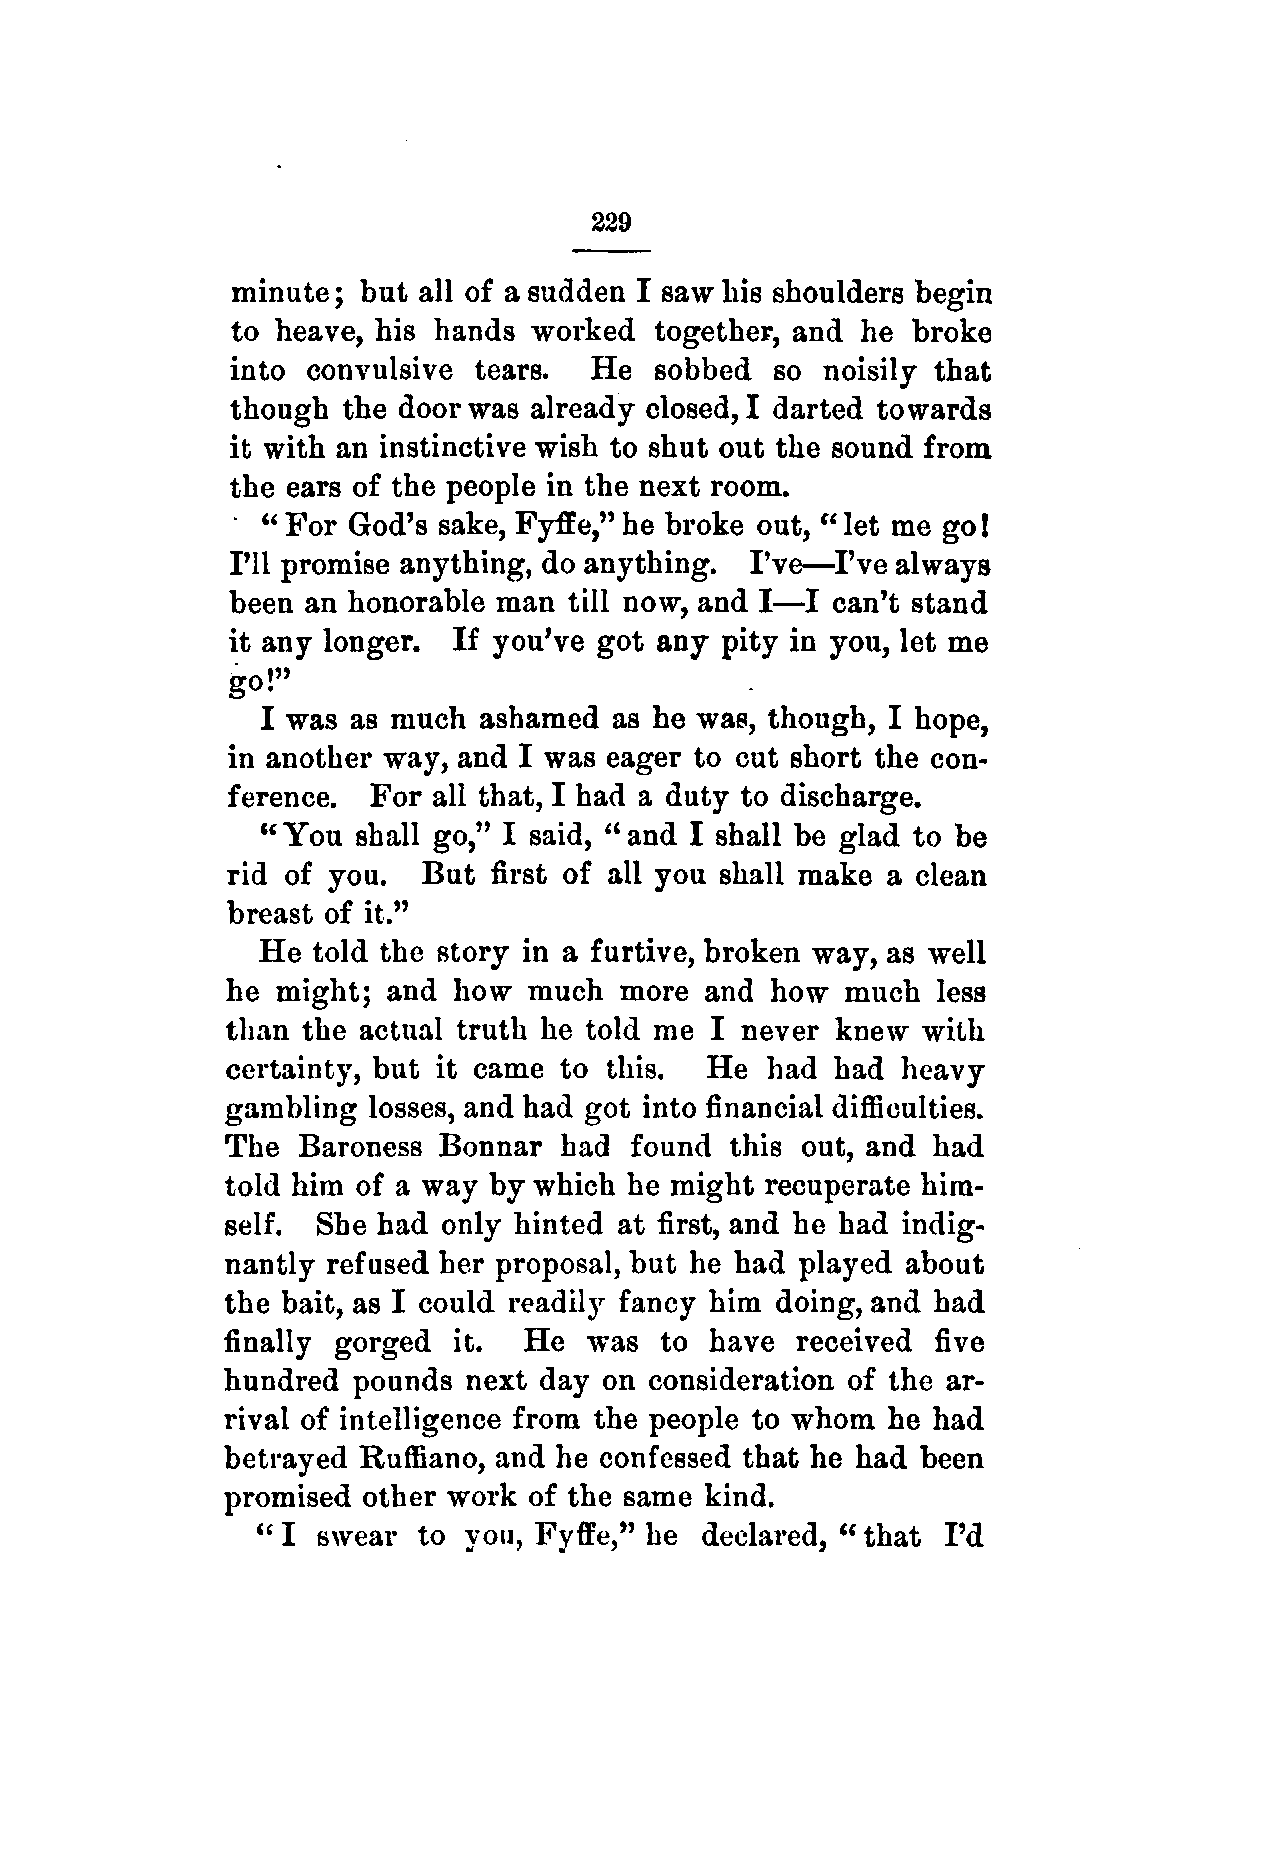 229
minute; but all of a sudden I saw his shoulders begin
to heave, his hands worked together, and he broke
into convulsive tears. He sobbed so noisily that
though the door was already closed, I darted towards
it with an instinctive wish to shut out the sound from
the ears of the people in the next room.
“For God's sake, Fyffe,” he broke out, “let me go!
I'll promise anything, do anything. I've—I've always
been an honorable man till now, and I—I can't stand
it any longer. If you've got any pity in you, let me
go!”
I was as much ashamed as he was, though, I hope,
in another way, and I was eager to cut short the con-
ference. For all that, I had a duty to discharge.
“You shall go,” I said, “and I shall be glad to be
rid of you. But first of all you shall make a clean
breast of it.”
He told the story in a furtive, broken way, as well
he might; and how much more and how much less
than the actual truth he told me I never knew with
certainty, but it came to this. He had had heavy
gambling losses, and had got into financial difficulties.
The Baroness Bonnar had found this out, and had
told him of a way by which he might recuperate him-
self. She had only hinted at first, and he had indig-
nantly refused her proposal, but he had played about
the bait, as I could readily fancy him doing, and had
finally gorged it. He was to have received five
hundred pounds next day on consideration of the ar-
rival of intelligence from the people to whom he had
betrayed Ruffiano, and he confessed that he had been
promised other work of the same kind.
“I swear to you, Fyffe,” he declared, “that I'd